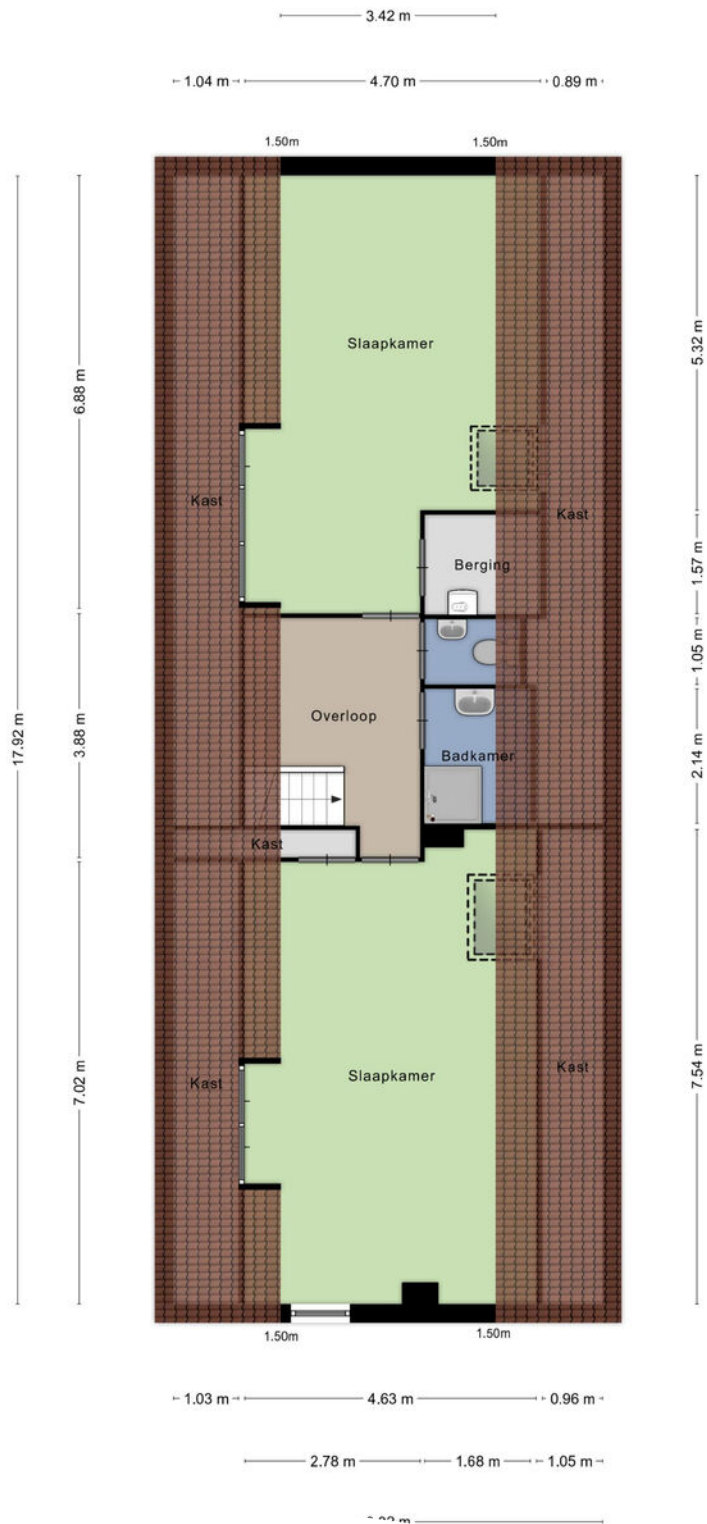 3.42 m
1.04 m
4.70 m
0.89 m
1.50m
1.50m
17.92 m
6.88 m
3.88 m
7.02 m
Slaapkamer
Kast
Kast
Berging
Overloop
Badkamer
Kast
Slaapkamer
Kast
Kast
5.32 m
1.57 m
1.05 m
2.14 m
7.54 m
1.50m
1.50m
1.03 m
4.63 m
0.96 m
2.78 m
1.68 m
1.05 m